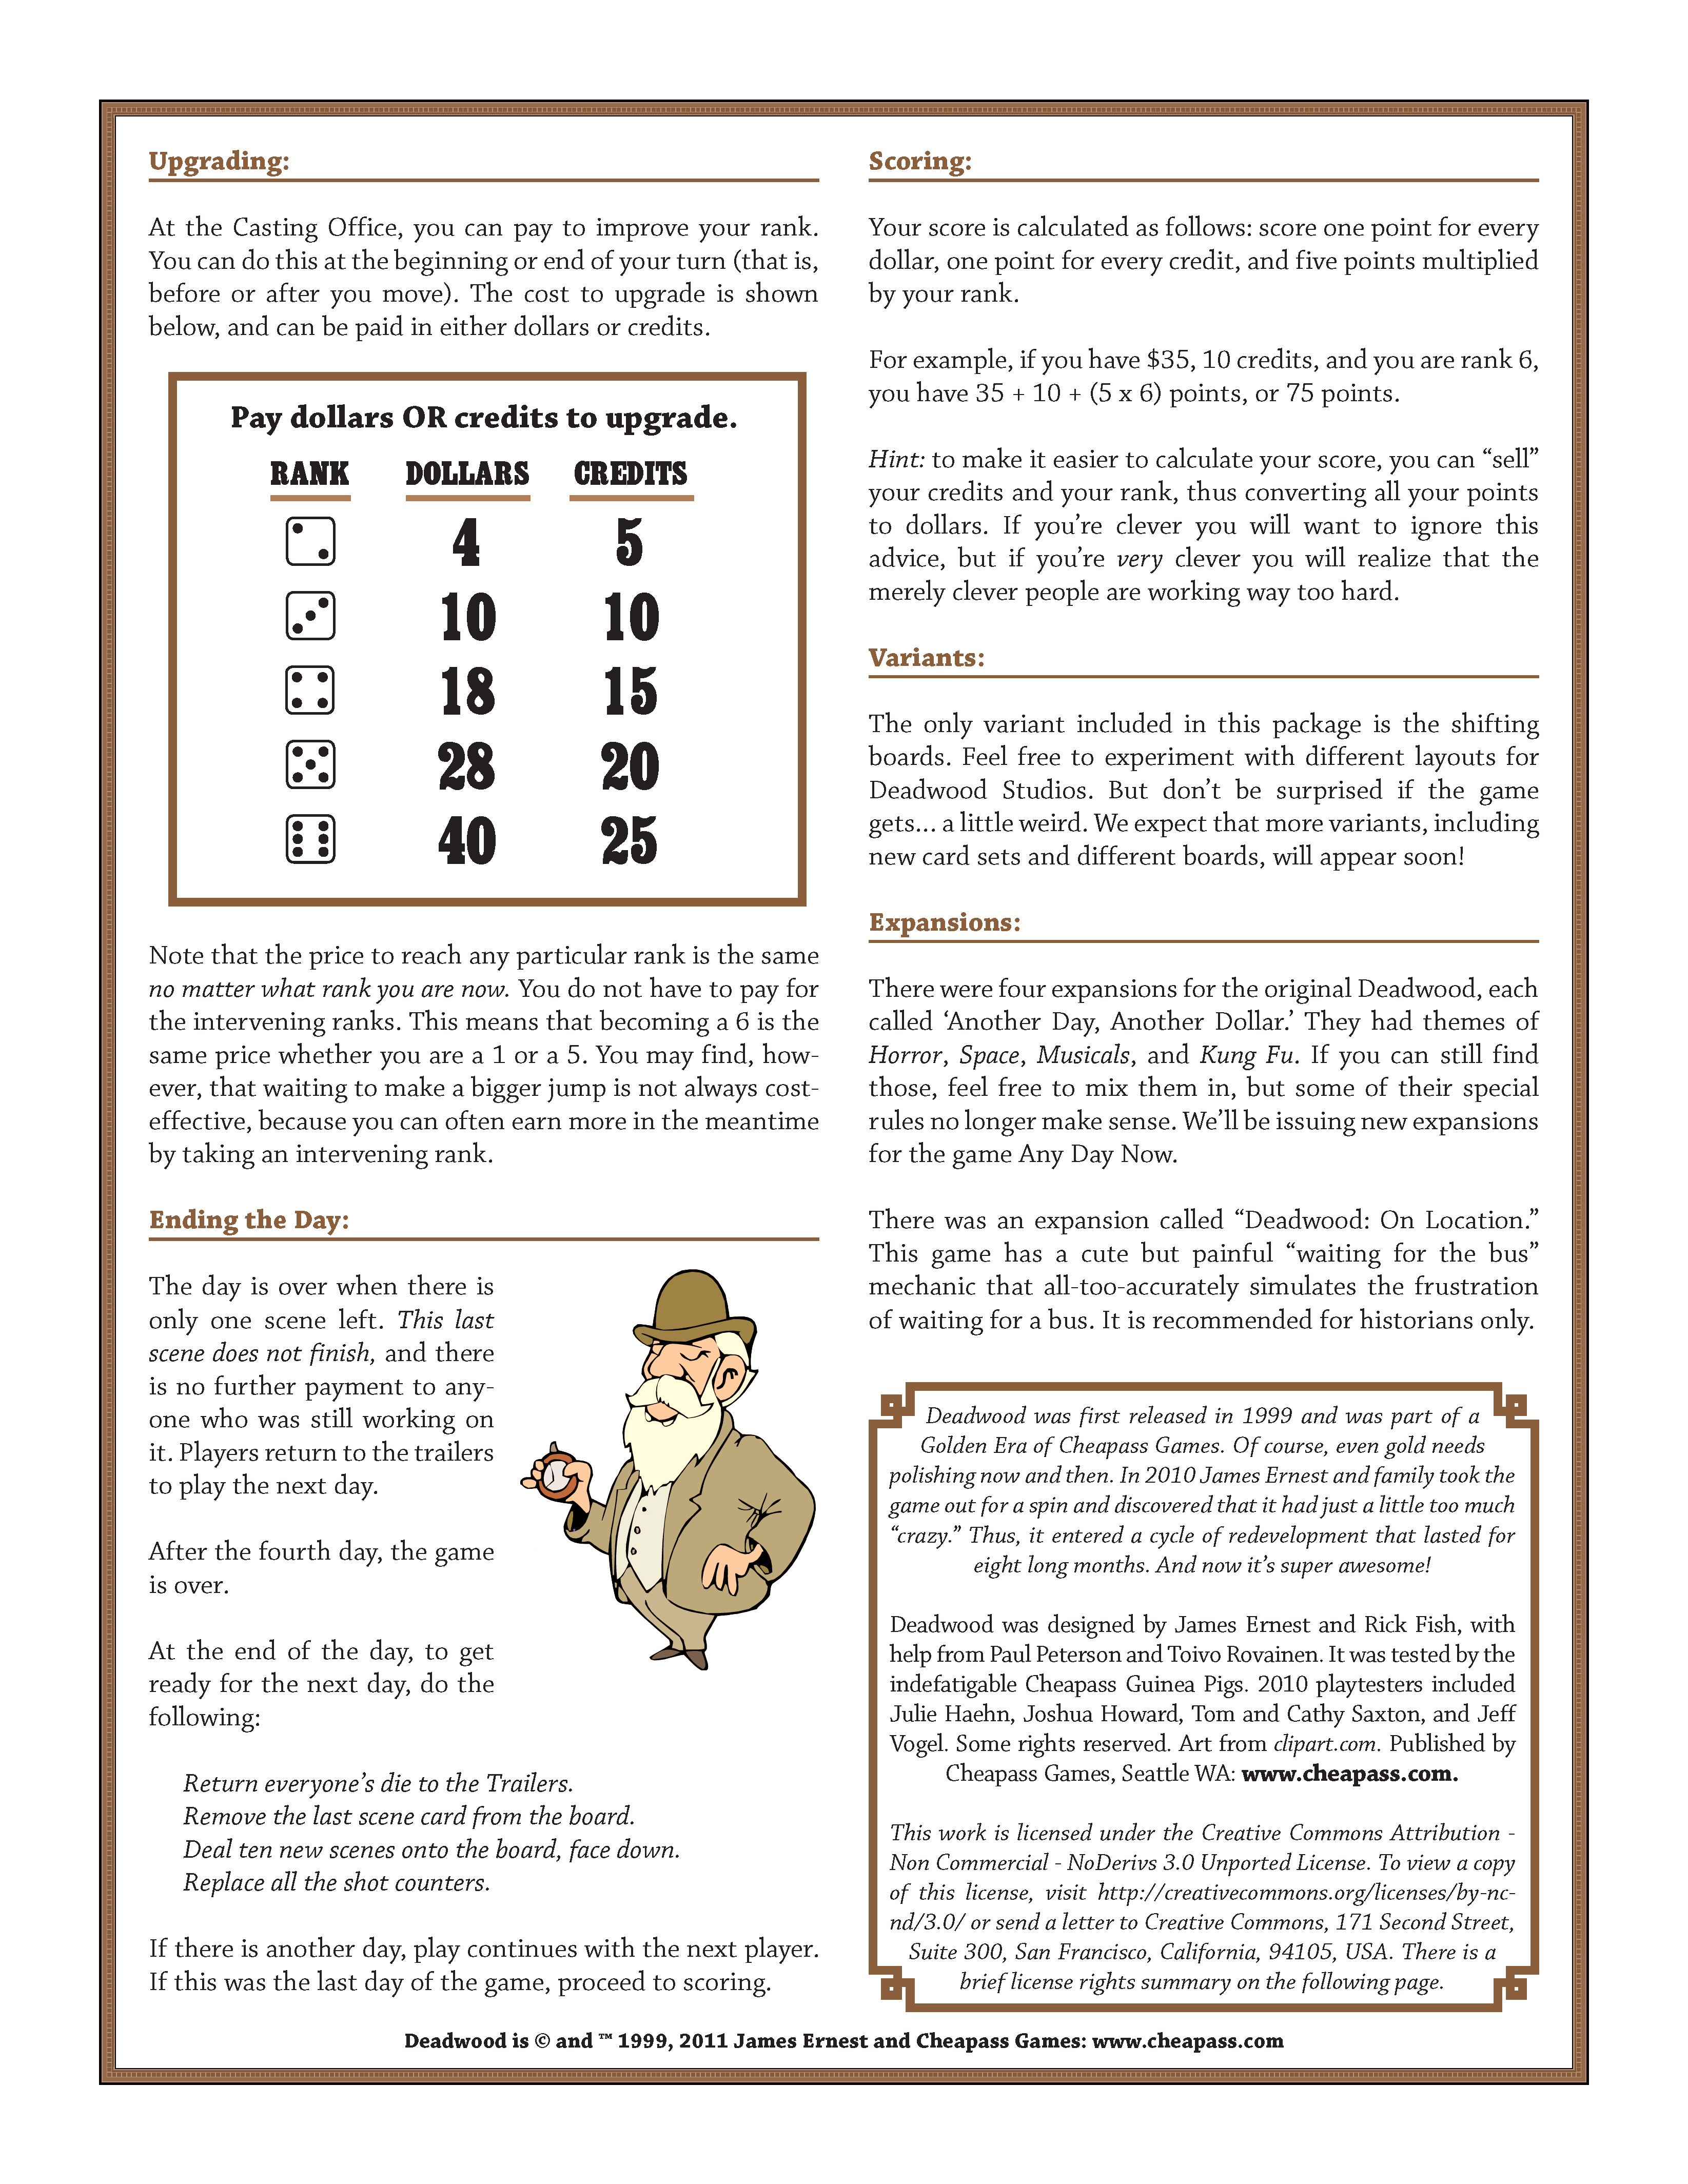 Upgrading:
At the Casting Office, you can pay to improve your rank.
You can do this at the beginning or end of your turn (that is,
before or after you move). The cost to upgrade is shown
below, and can be paid in either dollars or credits.
Pay dollars OR credits to upgrade.
RANK DOLLARS CREDITS
4 5
10 10
18 15
28 20
40 25
Note that the price to reach any particular rank is the same
no matter what rank you are now. You do not have to pay for
the intervening ranks. This means that becoming a 6 is the
same price whether you are a 1 or a 5. You may find, how-
ever, that waiting to make a bigger jump is not always cost-
effective, because you can often earn more in the meantime
by taking an intervening rank.
Ending the Day:
The day is over when there is
only one scene left. This last
scene does not finish, and there
is no further payment to any-
one who was still working on
it. Players return to the trailers
to play the next day.
After the fourth day, the game
is over.
At the end of the day, to get
ready for the next day, do the
following:
Return everyone's die to the Trailers.
Remove the last scene card from the board.
Deal ten new scenes onto the board, face down.
Replace all the shot counters.
If there is another day, play continues with the next player.
If this was the last day of the game, proceed to scoring.
Scoring:
Your score is calculated as follows: score one point for every
dollar, one point for every credit, and five points multiplied
by your rank.
For example, if you have $35, 10 credits, and you are rank 6,
you have 35 + 10 + (5 x 6) points, or 75 points.
Hint: to make it easier to calculate your score, you can “sell”
your credits and your rank, thus converting all your points
to dollars. If you're clever you will want to ignore this
advice, but if you're very clever you will realize that the
merely clever people are working way too hard.
Variants:
The only variant included in this package is the shifting
boards. Feel free to experiment with different layouts for
Deadwood Studios. But don't be surprised if the game
gets... a little weird. We expect that more variants, including
new card sets and different boards, will appear soon!
Expansions:
There were four expansions for the original Deadwood, each
called ‘Another Day, Another Dollar.’ They had themes of
Horror, Space, Musicals, and Kung Fu. If you can still find
those, feel free to mix them in, but some of their special
rules no longer make sense. We'll be issuing new expansions
for the game Any Day Now.
There was an expansion called “Deadwood: On Location.”
This game has a cute but painful “waiting for the bus”
mechanic that all-too-accurately simulates the frustration
of waiting for a bus. It is recommended for historians only.
Deadwood was first released in 1999 and was part of a
Golden Era of Cheapass Games. Of course, even gold needs
polishing now and then. In 2010 James Ernest and family took the
game out for a spin and discovered that it had just a little too much
“crazy.” Thus, it entered a cycle of redevelopment that lasted for
eight long months. And now it's super awesome!
Deadwood was designed by James Ernest and Rick Fish, with
help from Paul Peterson and Toivo Rovainen. It was tested by the
indefatigable Cheapass Guinea Pigs. 2010 playtesters included
Julie Haehn, Joshua Howard, Tom and Cathy Saxton, and Jeff
Vogel. Some rights reserved. Art from clipart.com. Published by
Cheapass Games, Seattle WA: www.cheapass.com.
This work is licensed under the Creative Commons Attribution -
Non Commercial - NoDerivs 3.0 Unported License. To view a copy
of this license, visit http://creativecommons.org/licenses/by-nc-
nd/3.0/ or send a letter to Creative Commons, 171 Second Street,
Suite 300, San Francisco, California, 94105, USA. There is a
brief license rights summary on the following page.
Deadwood is © and ™ 1999, 2011 James Ernest and Cheapass Games: www.cheapass.com